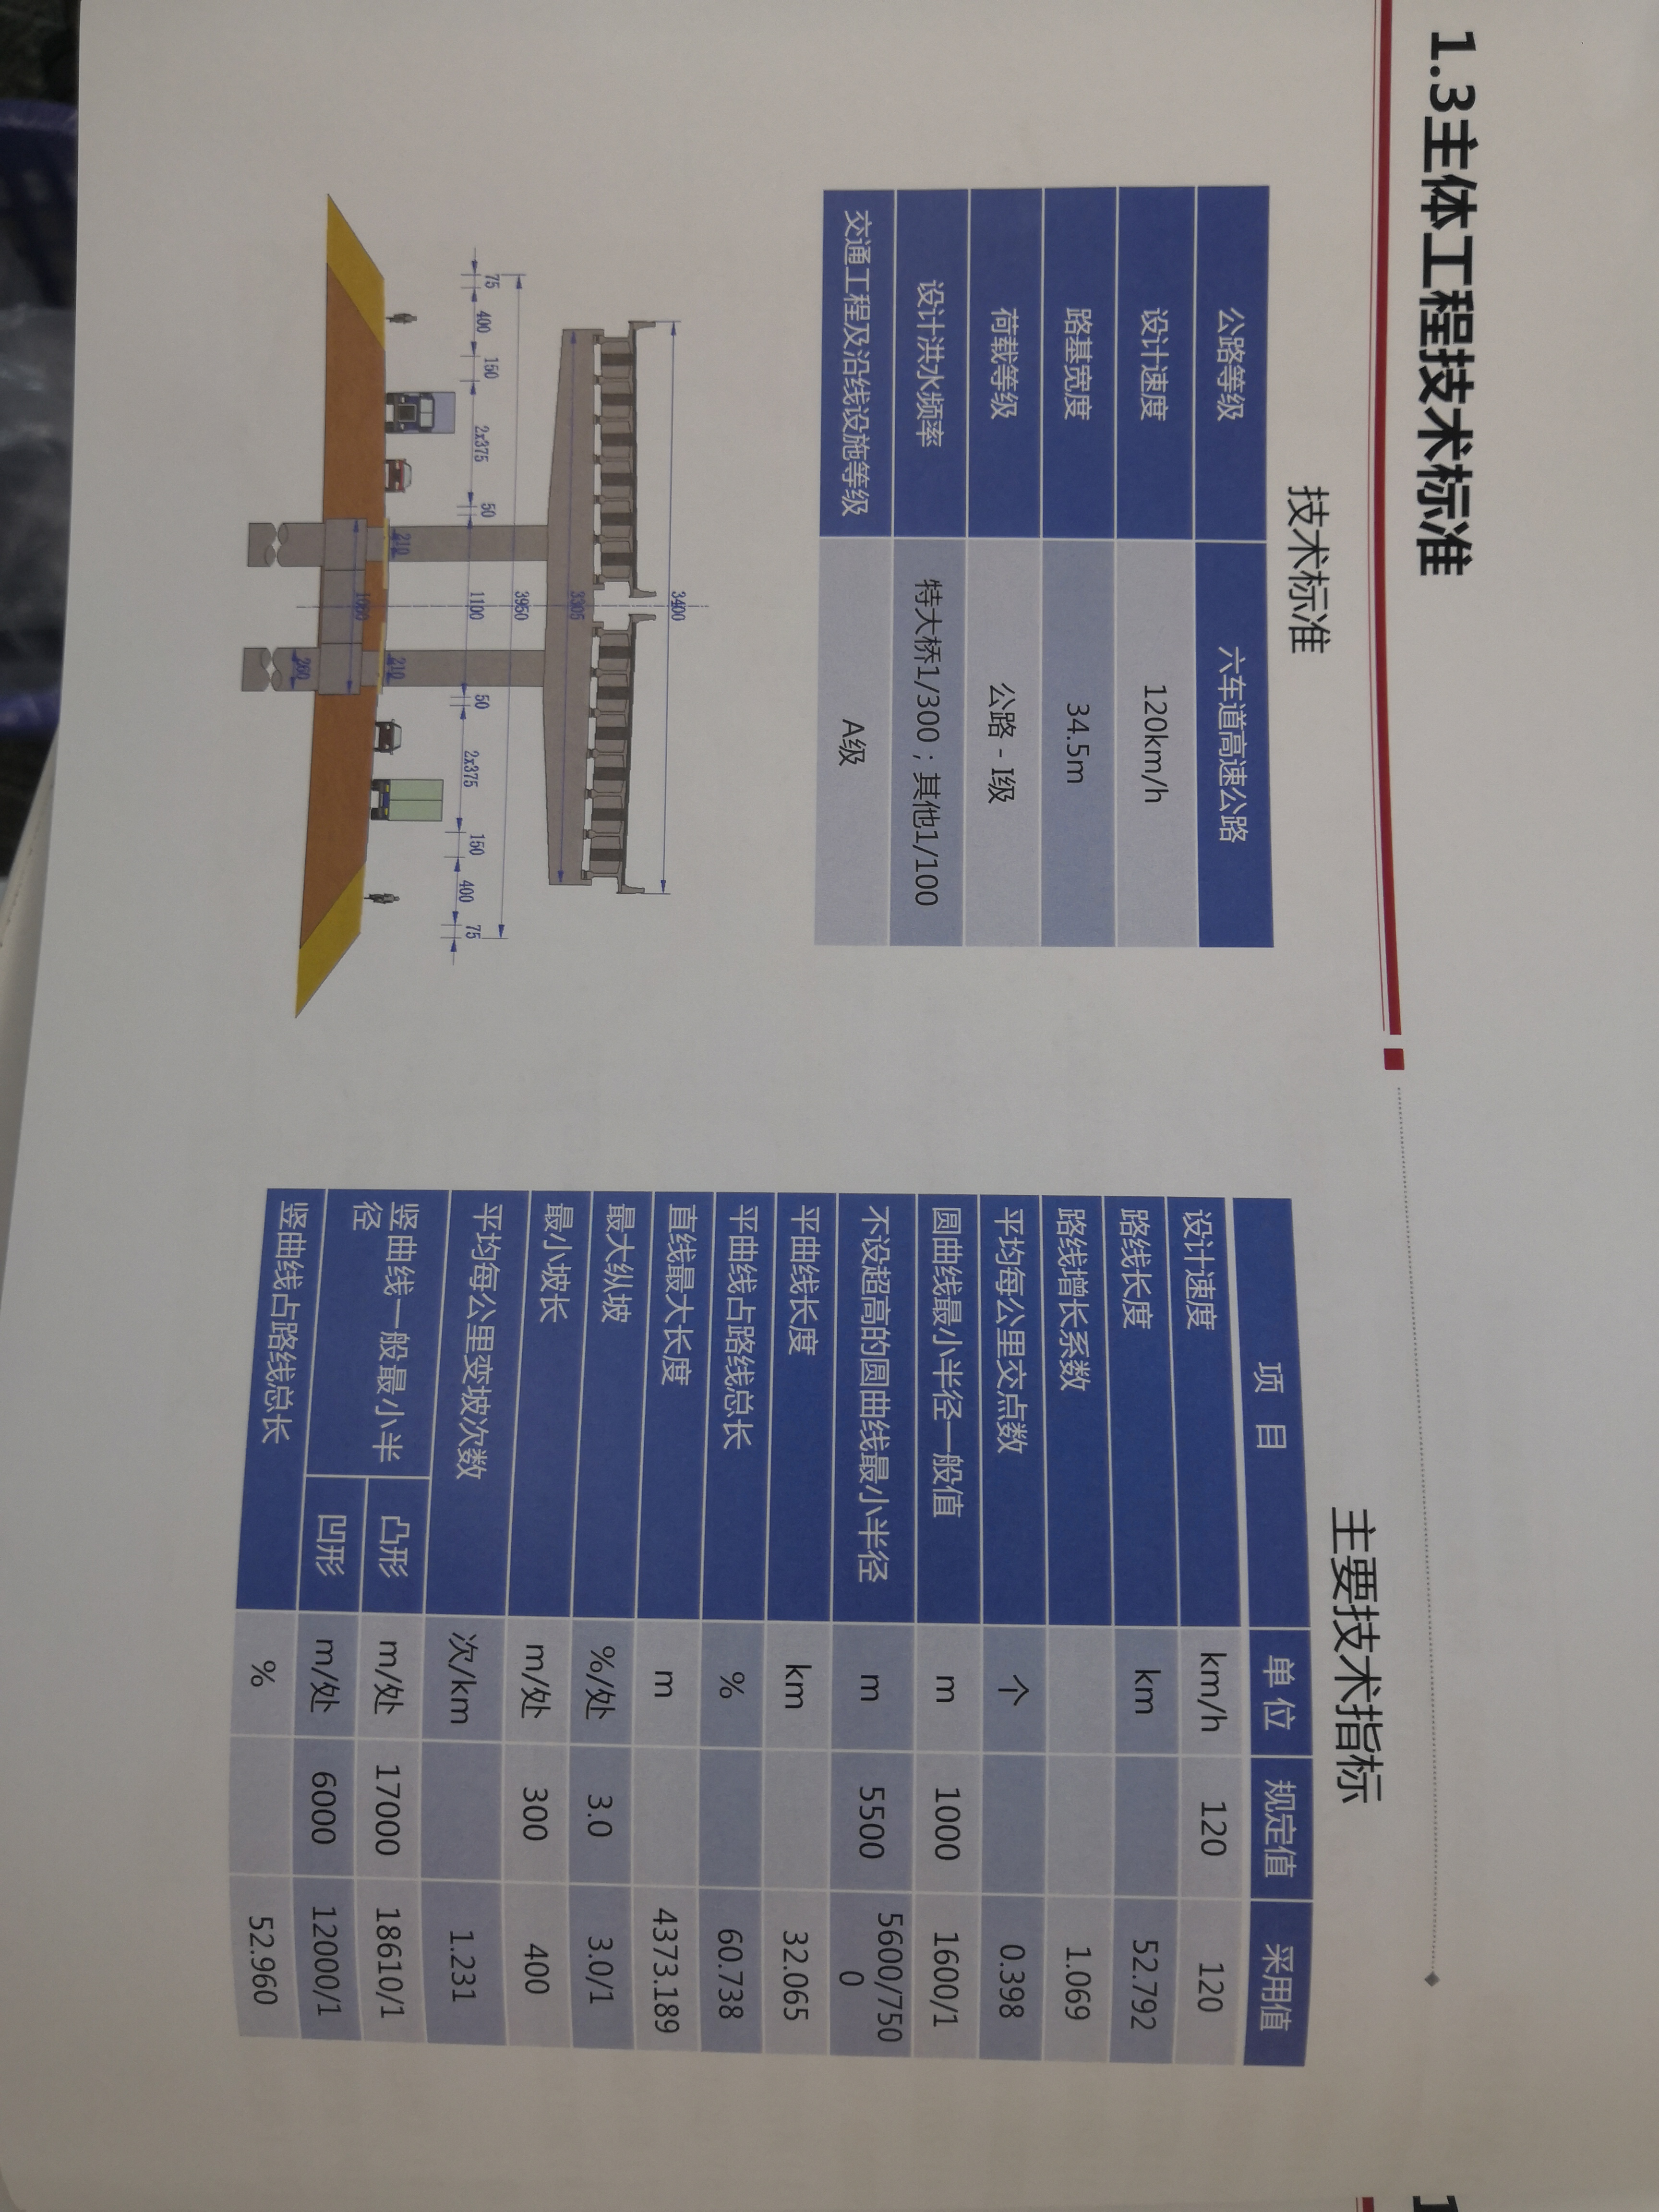 1.3主体工程技术标准
技术标准
公路等级 六车道高速公路
设计速度 120km/h
路基宽度 34.5m
荷载等级 公路 - I级
设计洪水频率 特大桥1/300；其他1/100
交通工程及沿线设施等级 A级
3400
3305
3950
75 400 150 2x375 50 1100 50 2x375 150 400 75
210 210
1060
260
主要技术指标
项 目 单 位 规定值 采用值
设计速度 km/h 120 120
路线长度 km 52.792
路线增长系数 1.069
平均每公里交点数 个 0.398
圆曲线最小半径一般值 m 1000 1600/1
不设超高的圆曲线最小半径 m 5500 5600/750
0
平曲线长度 km 32.065
平曲线占路线总长 % 60.738
直线最大长度 m 4373.189
最大纵坡 %/处 3.0 3.0/1
最小坡长 m/处 300 400
平均每公里变坡次数 次/km 1.231
竖曲线一般最小半
径
凸形 m/处 17000 18610/1
凹形 m/处 6000 12000/1
竖曲线占路线总长 % 52.960